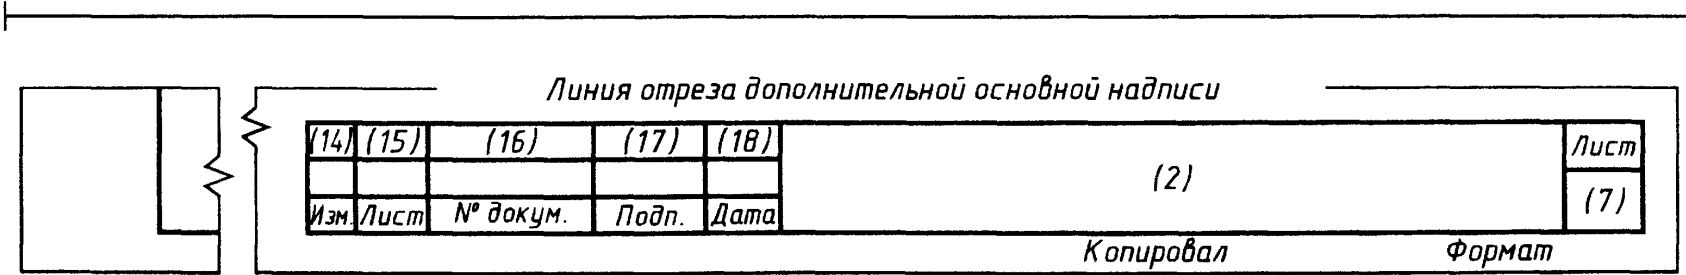 Линия отреза дополнительной основной надписи
(14) (15) (16) (17) (18)
Лист
(2)
(7)
Изм. Лист № докум. Подп. Дата
Копировал Формат